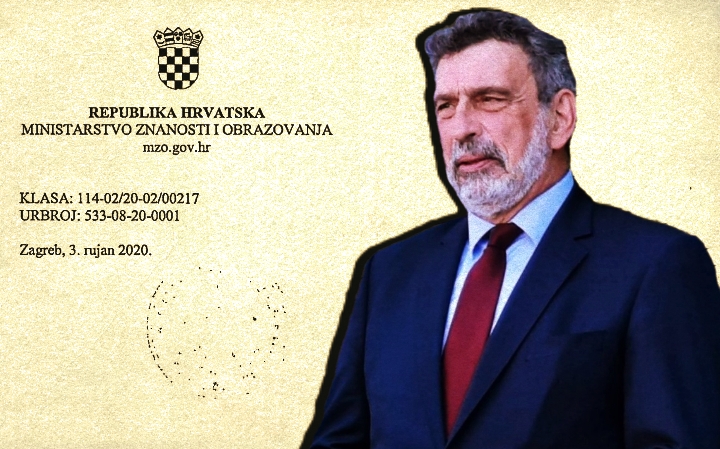 REPUBLIKA HRVATSKA
MINISTARSTVO ZNANOSTI I OBRAZOVANJA
mzo.gov.hr
KLASA: 114-02/20-02/00217
URBROJ: 533-08-20-0001
Zagreb, 3. rujan 2020.